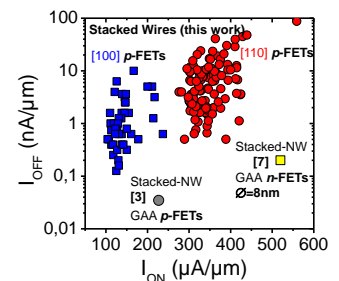 100
Stacked Wires (this work)
[100] p-FETs
[110] p-FETs
10
1
0,1
0,01
I_OFF (nA/µm)
Stacked-NW
[7]
GAA n-FETs
Ø=8nm
Stacked-NW
[3]
GAA p-FETs
0 100 200 300 400 500 600
I_ON (µA/µm)